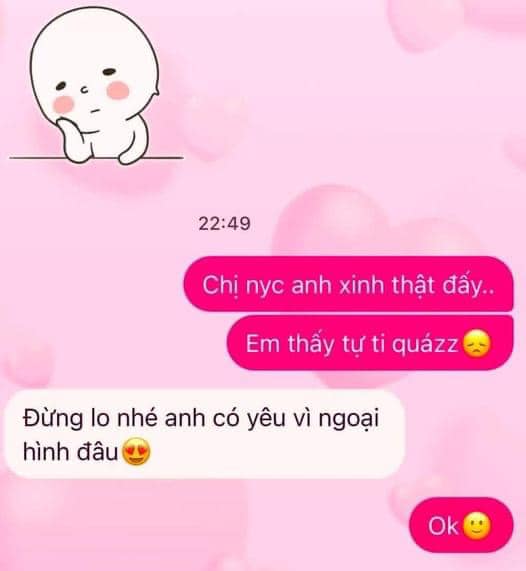 22:49
Chị nyc anh xinh thật đấy..
Em thấy tự ti quázz😞
Đừng lo nhé anh có yêu vì ngoại
hình đâu😍
Ok🙂